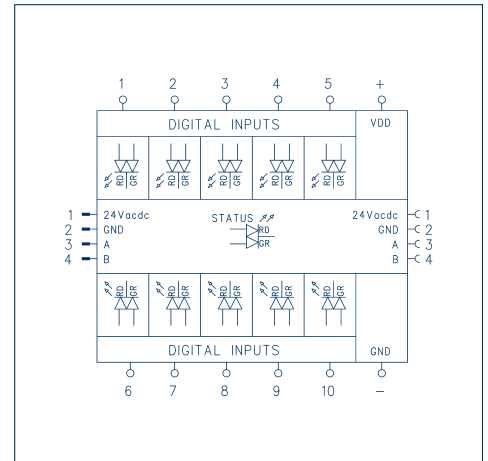 1 2 3 4 5 +
DIGITAL INPUTS VDD
RD GR RD GR RD GR RD GR RD GR
1 24Vacdc STATUS 24Vacdc 1
2 GND RD GND 2
3 A GR A 3
4 B B 4
RD GR RD GR RD GR RD GR RD GR
DIGITAL INPUTS GND
6 7 8 9 10 -